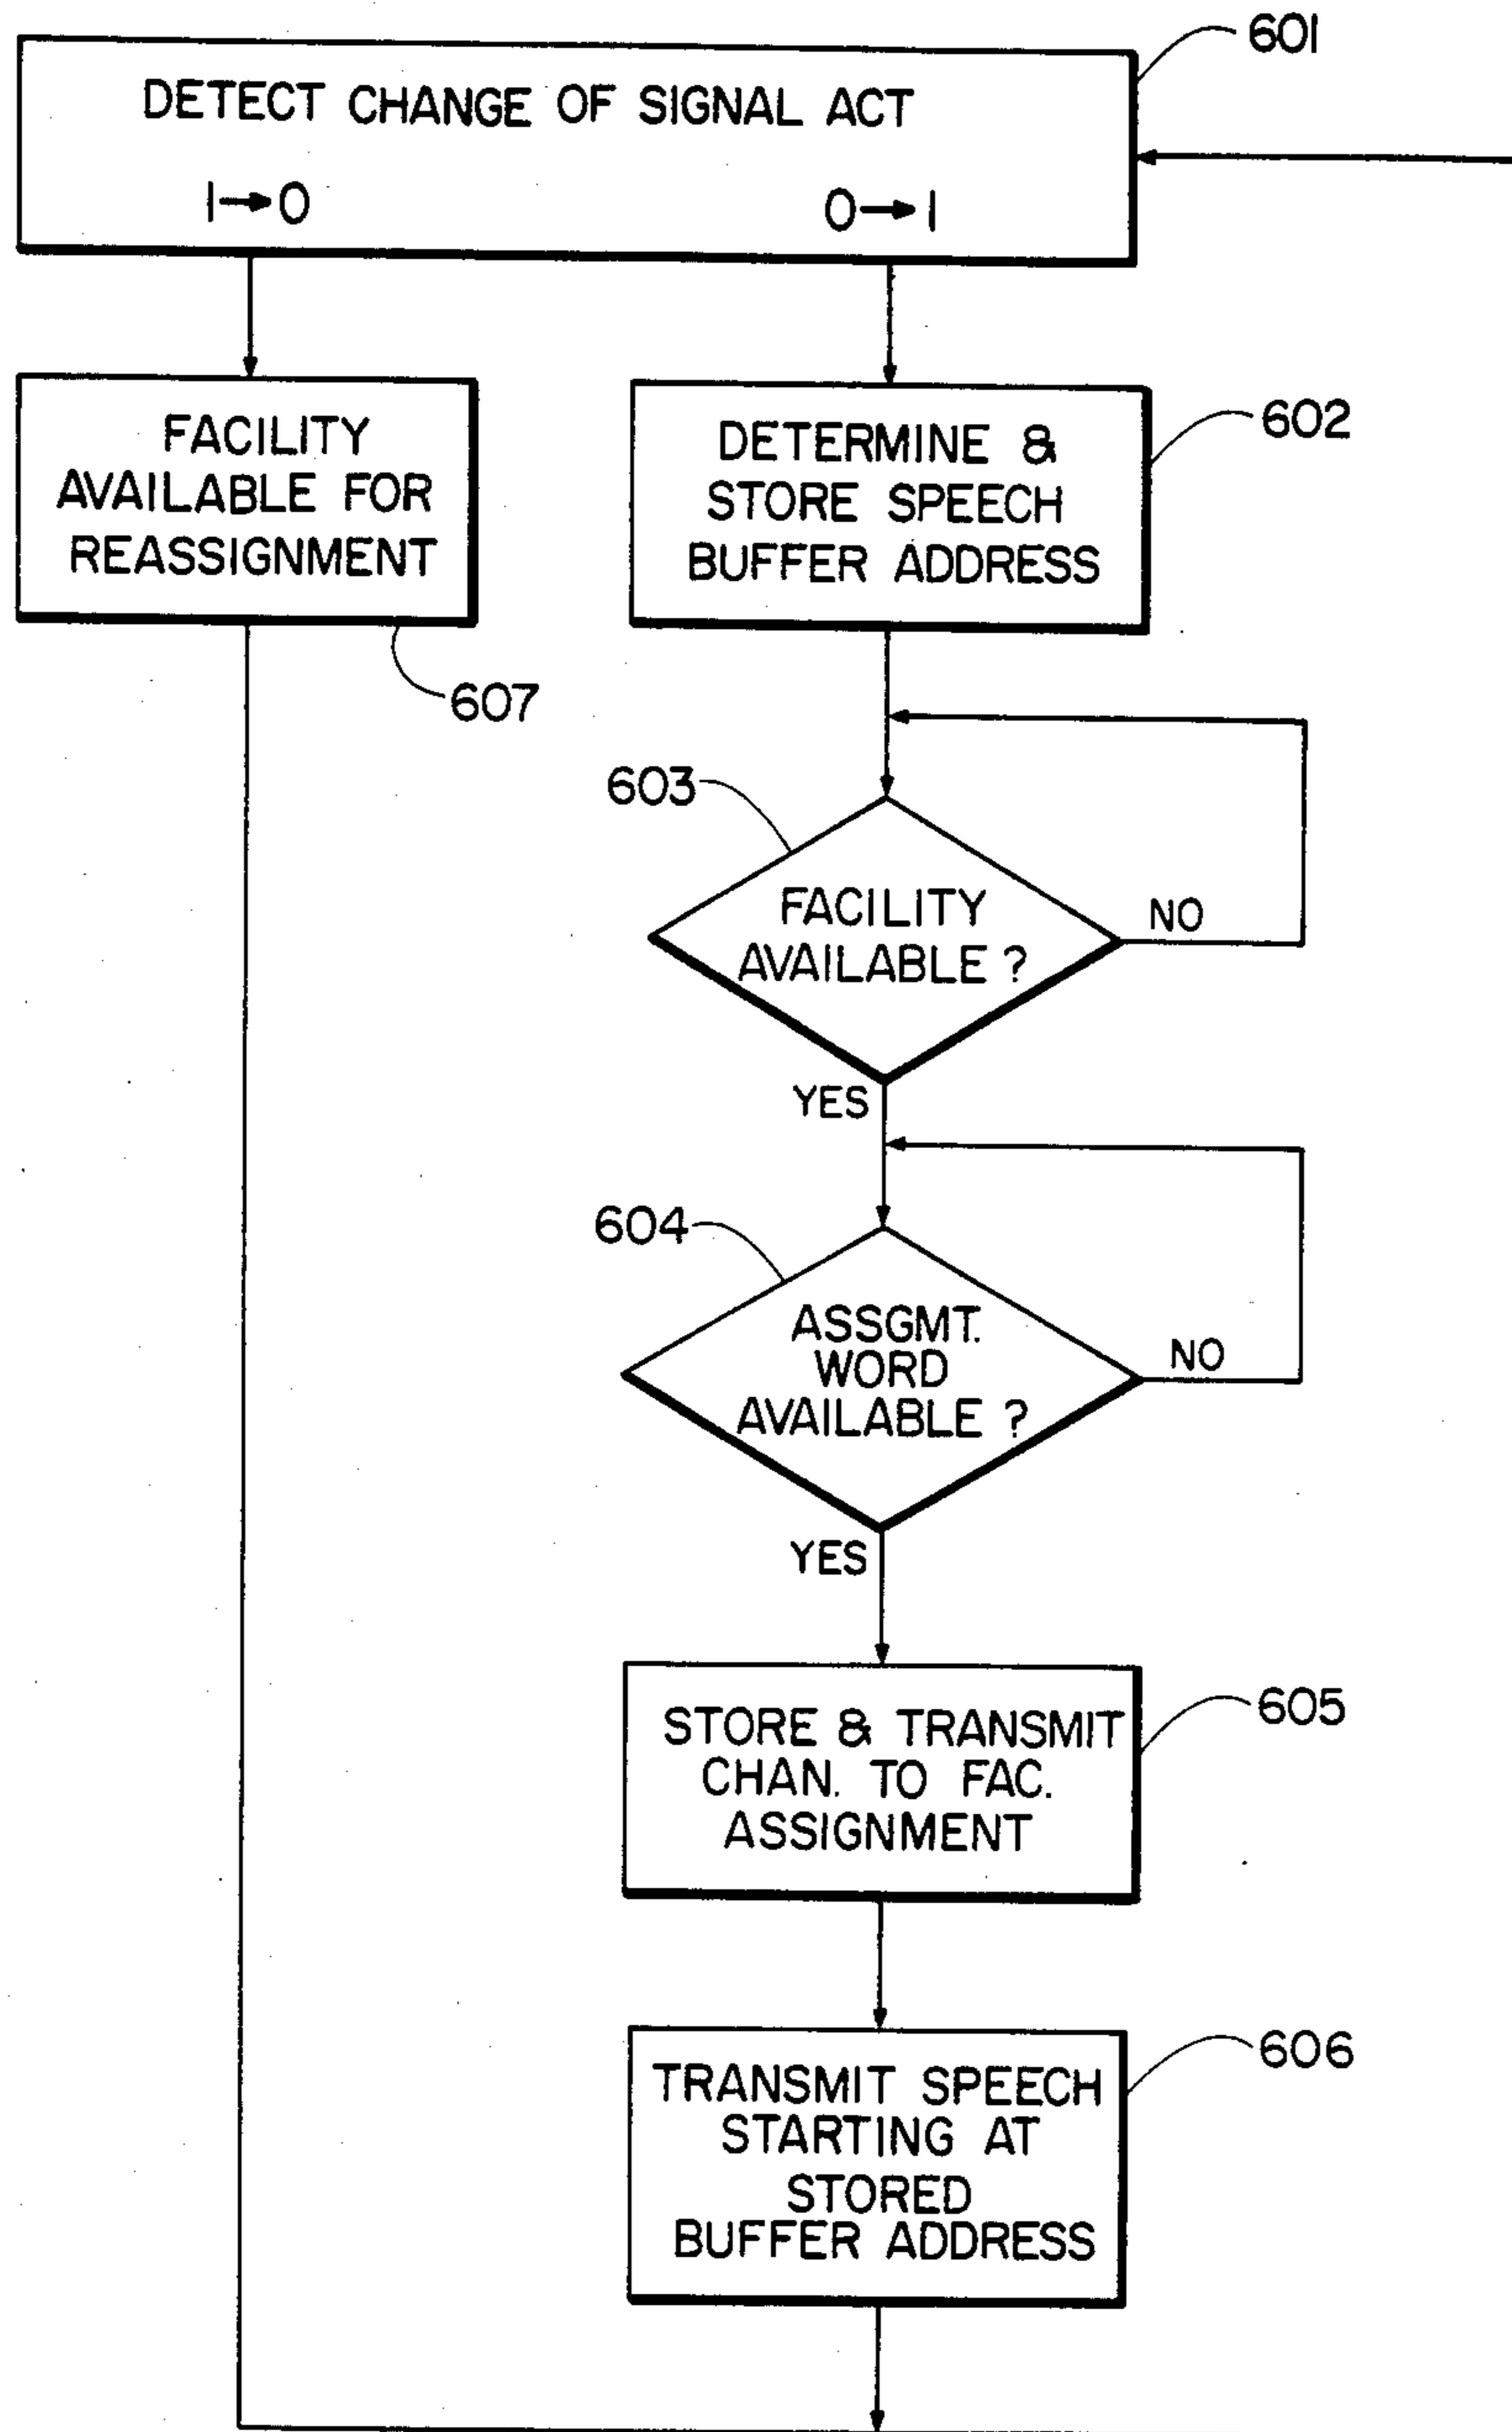 601
DETECT CHANGE OF SIGNAL ACT
1→0
0→1
FACILITY
AVAILABLE FOR
REASSIGNMENT
607
602
DETERMINE &
STORE SPEECH
BUFFER ADDRESS
603
FACILITY
AVAILABLE ?
NO
YES
604
ASSGMT.
WORD
AVAILABLE ?
NO
YES
605
STORE & TRANSMIT
CHAN. TO FAC.
ASSIGNMENT
606
TRANSMIT SPEECH
STARTING AT
STORED
BUFFER ADDRESS